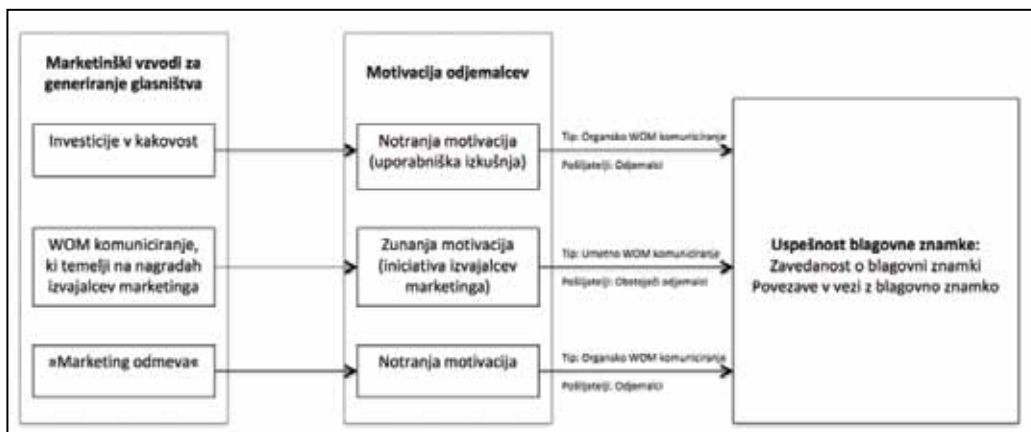 Marketinški vzvodi za
generiranje glasništva
Investicije v kakovost
WOM komuniciranje,
ki temelji na nagradah
izvajalcev marketinga
»Marketing odmeva«
Motivacija odjemalcev
Notranja motivacija
(uporabniška izkušnja)
Zunanja motivacija
(iniciativa izvajalcev
marketinga)
Notranja motivacija
Tip: Organsko WOM komuniciranje
Pošiljatelji: Odjemalci
Tip: Umetno WOM komuniciranje
Pošiljatelji: Obstoječi odjemalci
Tip: Organsko WOM komuniciranje
Pošiljatelji: Odjemalci
Uspešnost blagovne znamke:
Zavedanost o blagovni znamki
Povezave v vezi z blagovno znamko